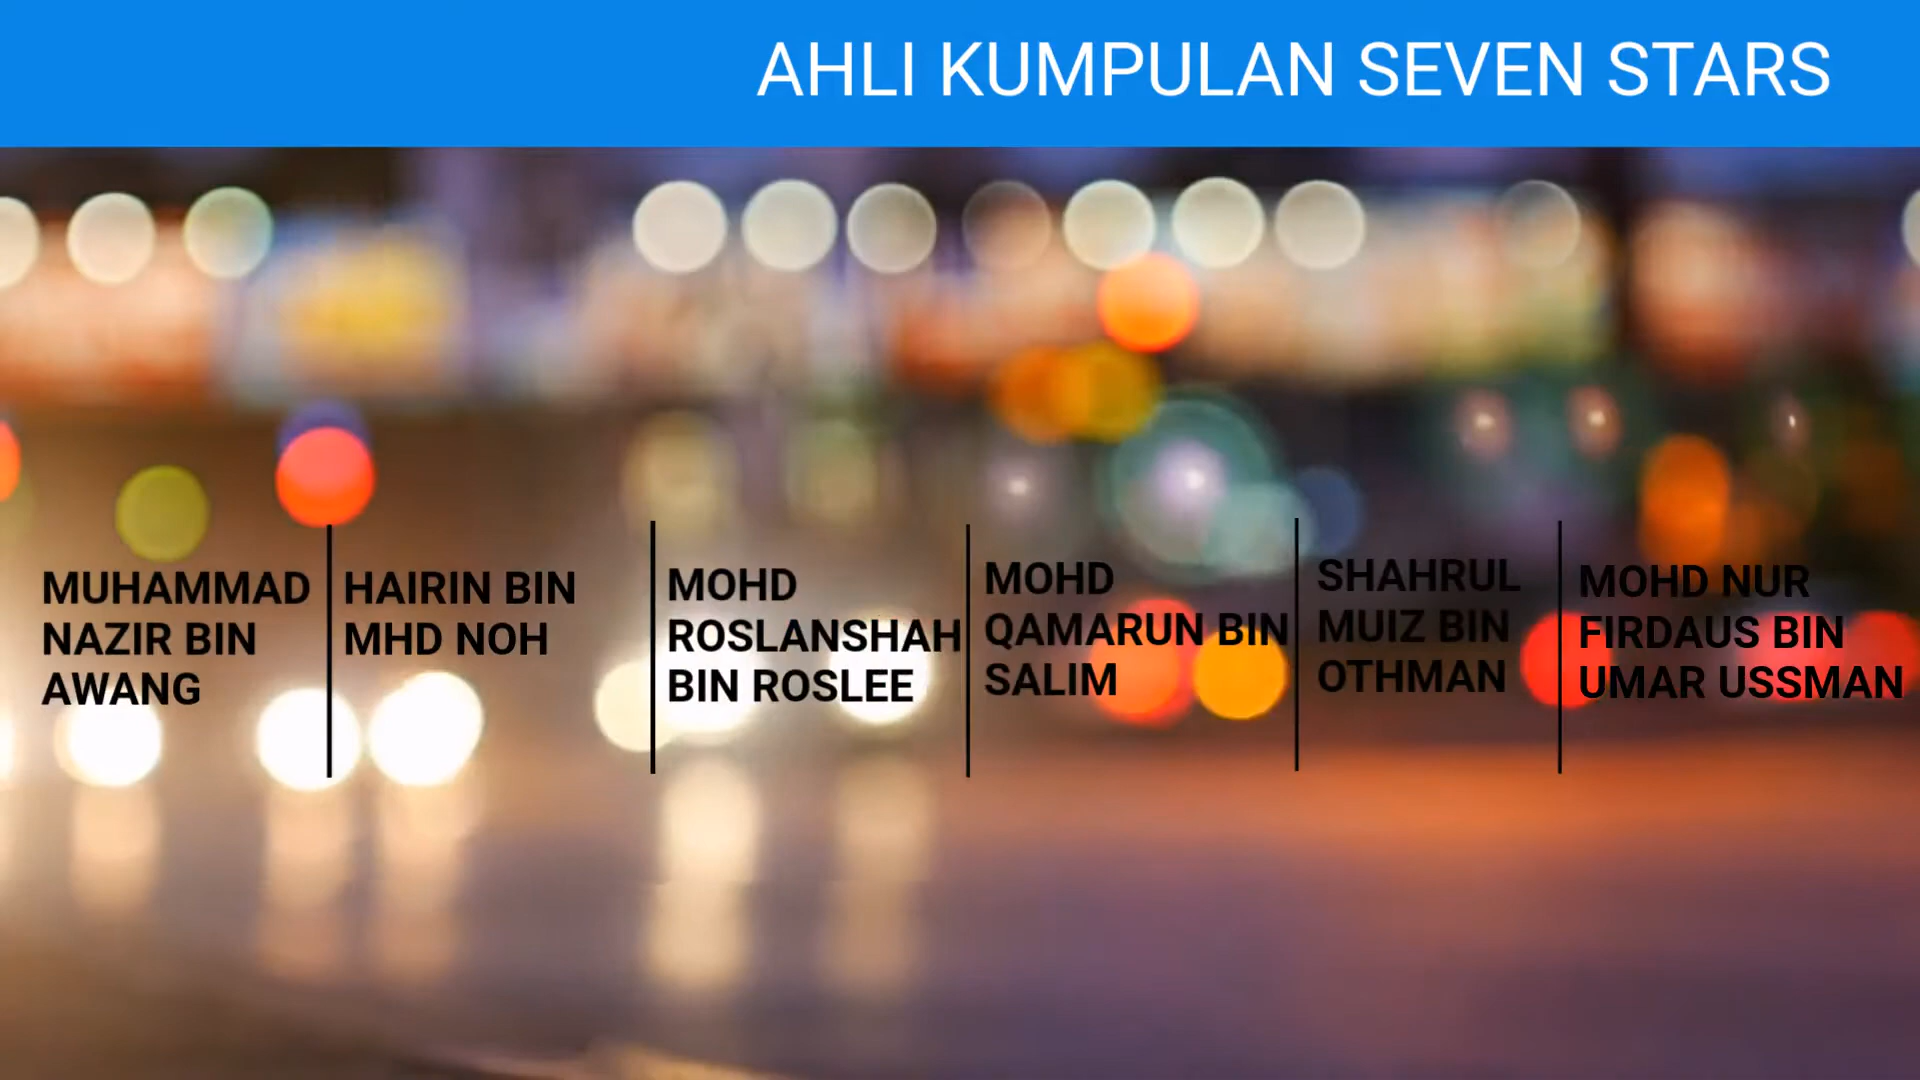 AHLI KUMPULAN SEVEN STARS
MUHAMMAD
NAZIR BIN
AWANG
HAIRIN BIN
MHD NOH
MOHD
ROSLANSHAH
BIN ROSLEE
MOHD
QAMARUN BIN
SALIM
SHAHRUL
MUIZ BIN
OTHMAN
MOHD NUR
FIRDAUS BIN
UMAR USSMAN